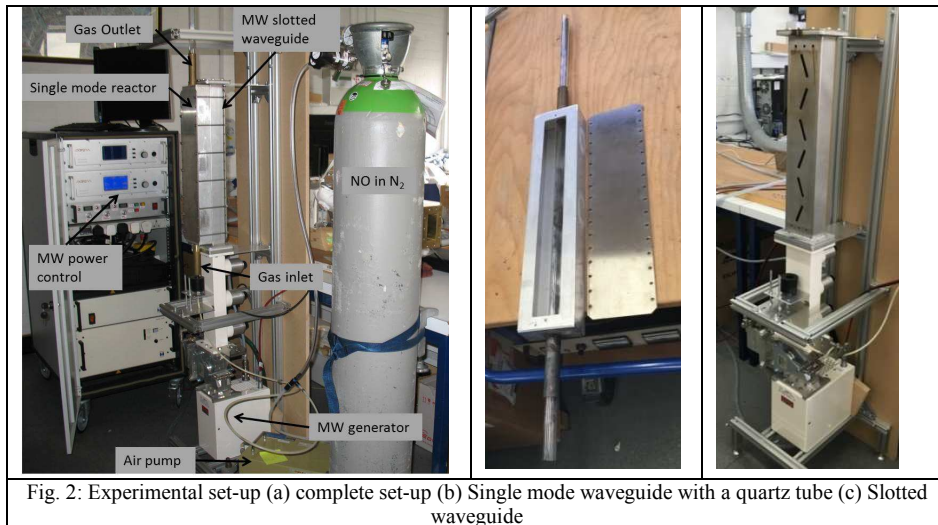 Gas Outlet
MW slotted
waveguide
Single mode reactor
NO in N2
MW power
control
Gas inlet
MW generator
Air pump
Fig. 2: Experimental set-up (a) complete set-up (b) Single mode waveguide with a quartz tube (c) Slotted
waveguide